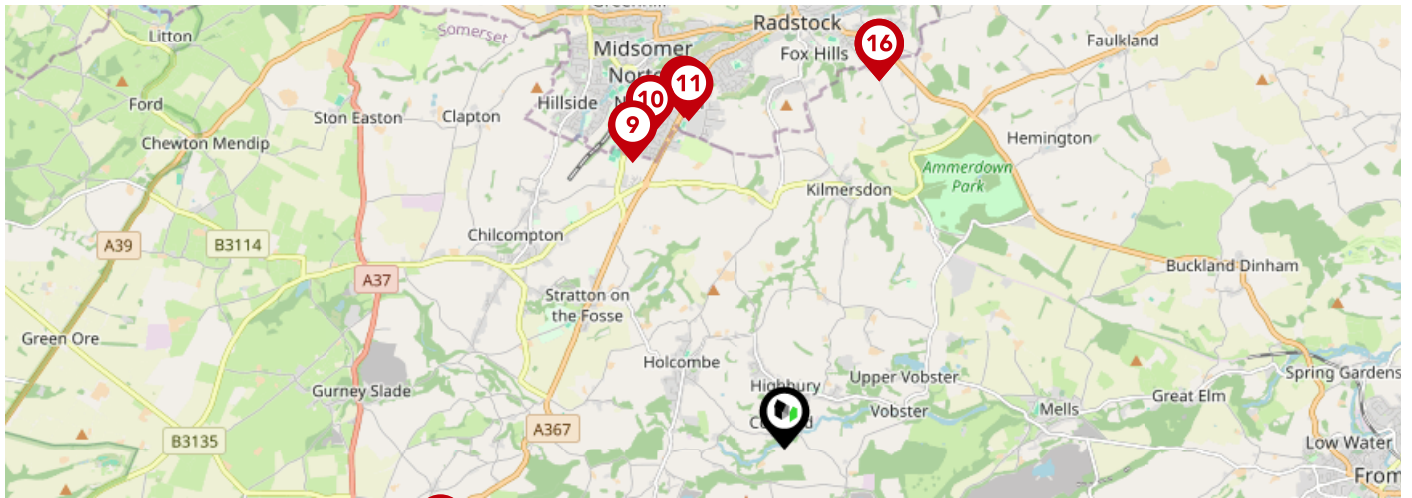 Litton
Somerset
Midsomer
Radstock
Fox Hills
16
Faulkland
Ford
Ston Easton
Clapton
Hillside
10
11
9
Chewton Mendip
Hemington
Ammerdown
Park
Kilmersdon
A39
B3114
Chilcompton
A37
Buckland Dinham
Stratton on
the Fosse
Green Ore
Holcombe
Gurney Slade
Highbury
Upper Vobster
Vobster
Mells
Great Elm
Spring Gardens
B3135
A367
Low Water
From